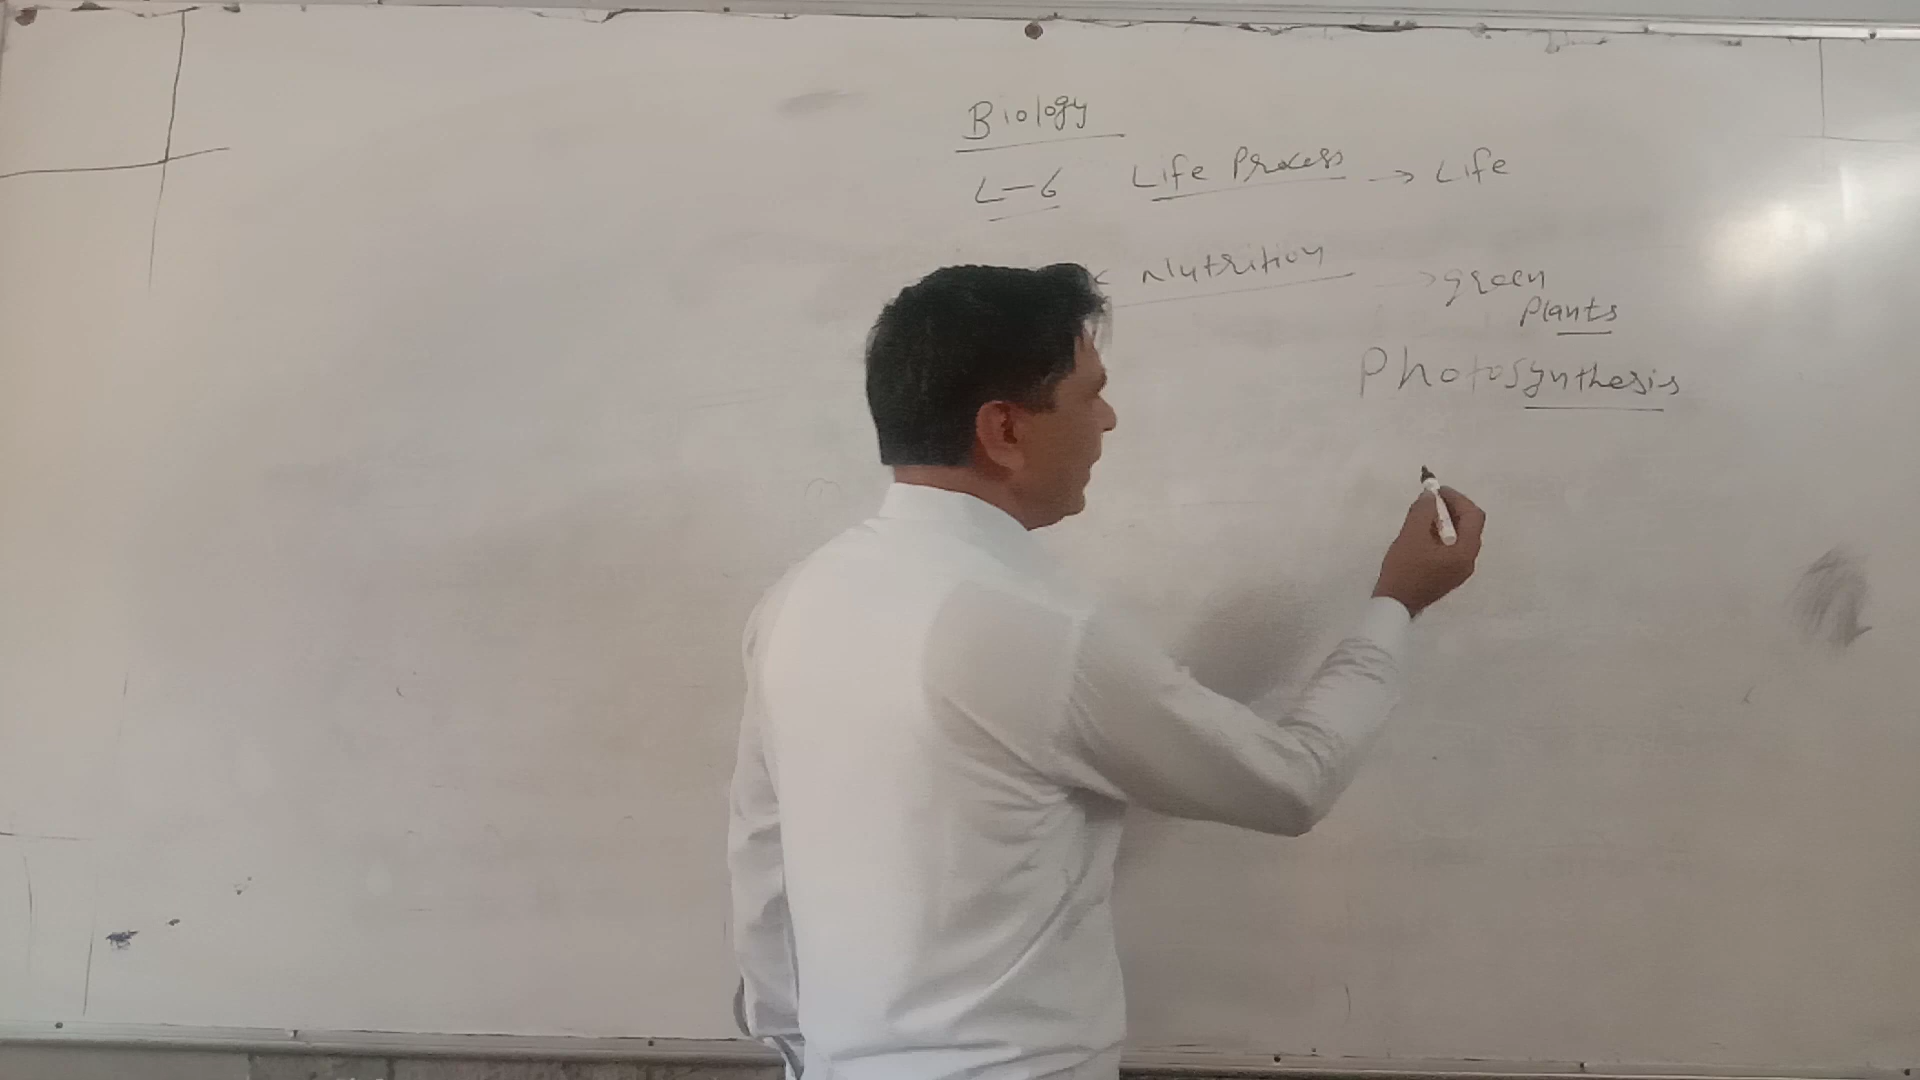 Biology
L-6 Life Process → Life
Nutrition → green
Plants
Photosynthesis